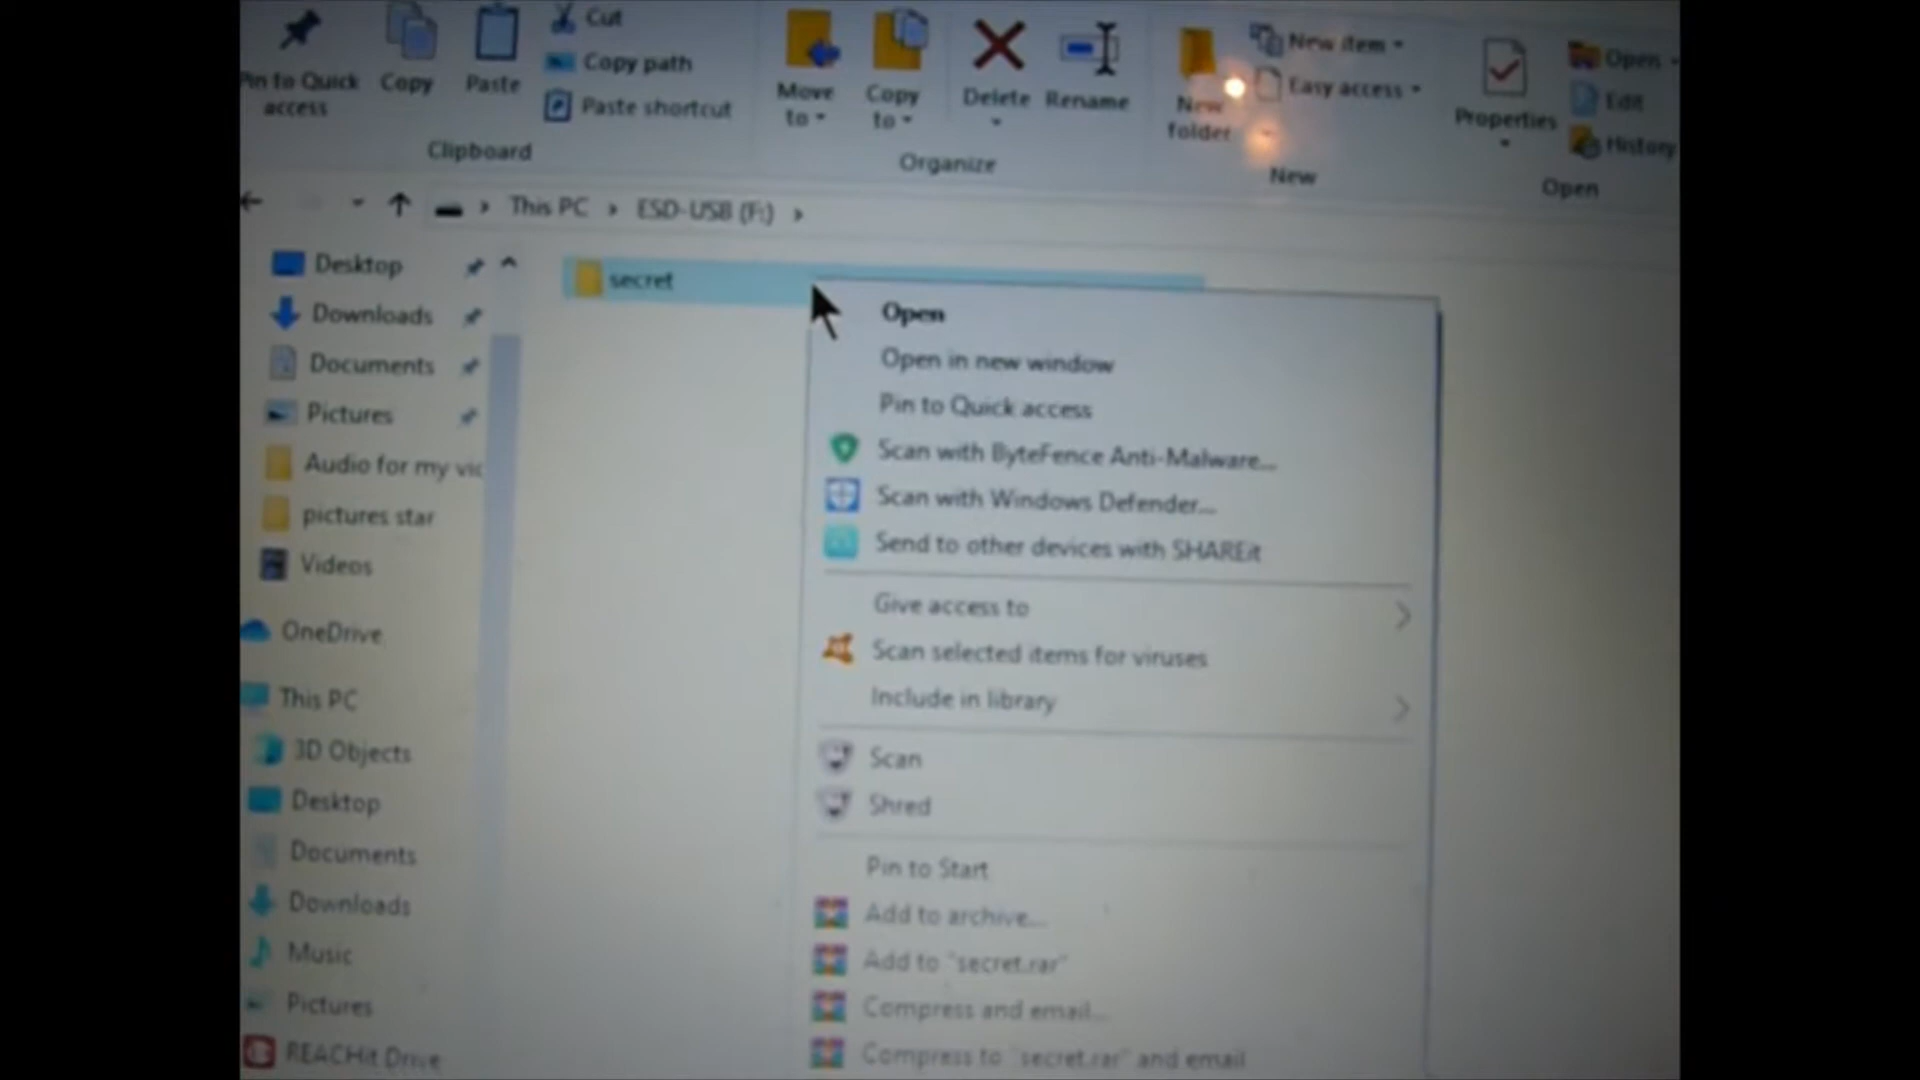 Pin to Quick access
Copy
Paste
Cut
Copy path
Paste shortcut
Clipboard
Move to
Copy to
Delete
Rename
Organize
New folder
New item
Easy access
New
Properties
Open
Edit
History
Open
This PC > ESD-USB (F:) >
Desktop
Downloads
Documents
Pictures
Audio for my vic
pictures star
Videos
OneDrive
This PC
3D Objects
Desktop
Documents
Downloads
Music
Pictures
REACHit Drive
secret
Open
Open in new window
Pin to Quick access
Scan with ByteFence Anti-Malware...
Scan with Windows Defender...
Send to other devices with SHAREit
Give access to
Scan selected items for viruses
Include in library
Scan
Shred
Pin to Start
Add to archive...
Add to "secret.rar"
Compress and email...
Compress to "secret.rar" and email